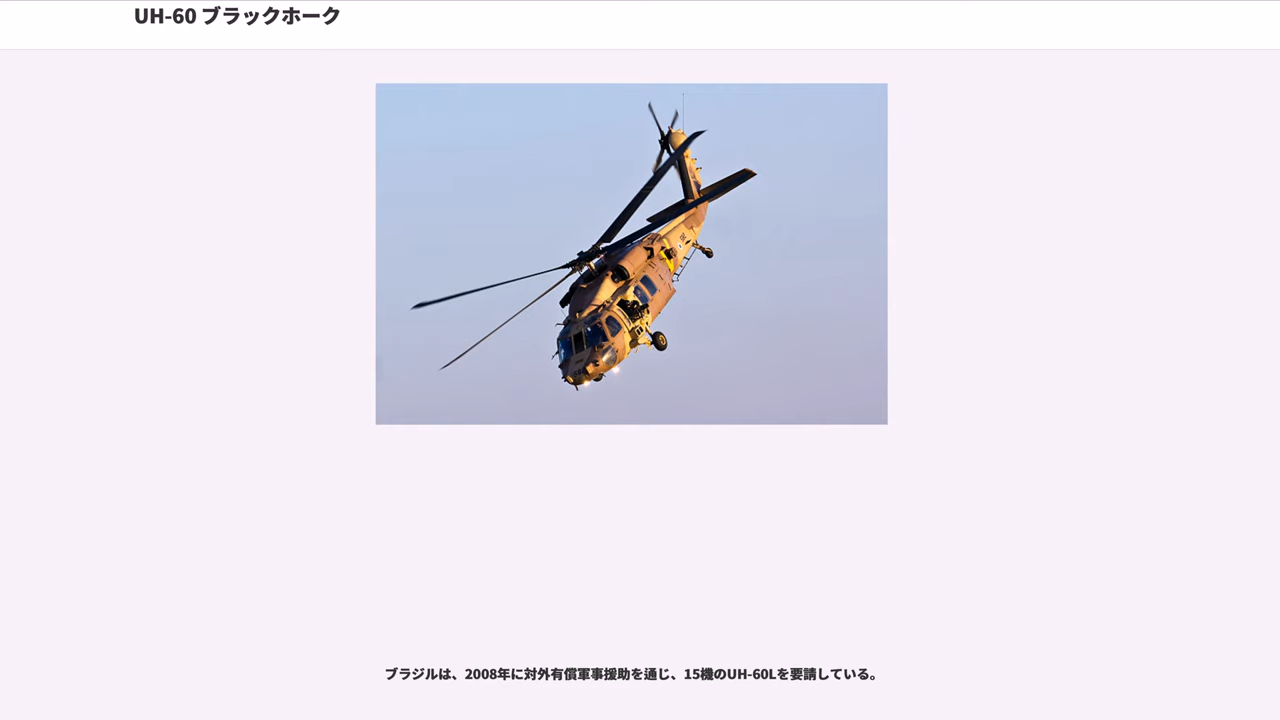 UH-60 ブラックホーク
ブラジルは、2008年に対外有償軍事援助を通じ、15機のUH-60Lを要請している。